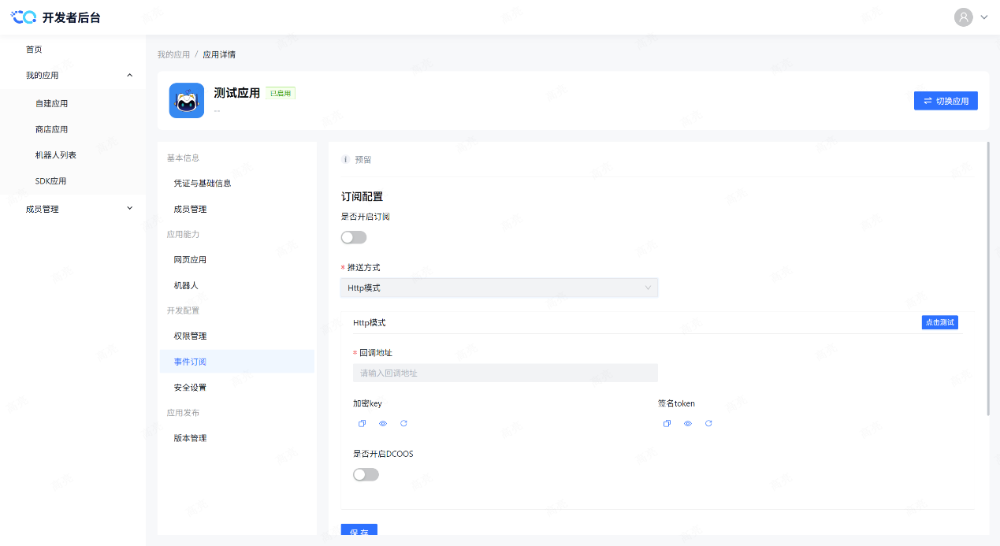 开发者后台
首页
我的应用
自建应用
商店应用
机器人列表
SDK应用
成员管理
我的应用 / 应用详情
测试应用 已启用
--
切换应用
基本信息
凭证与基础信息
成员管理
应用能力
网页应用
机器人
开发配置
权限管理
事件订阅
安全设置
应用发布
版本管理
预留
订阅配置
是否开启订阅
* 推送方式
Http模式
Http模式 点击测试
* 回调地址
请输入回调地址
加密key 签名token
是否开启DCOOS
保存